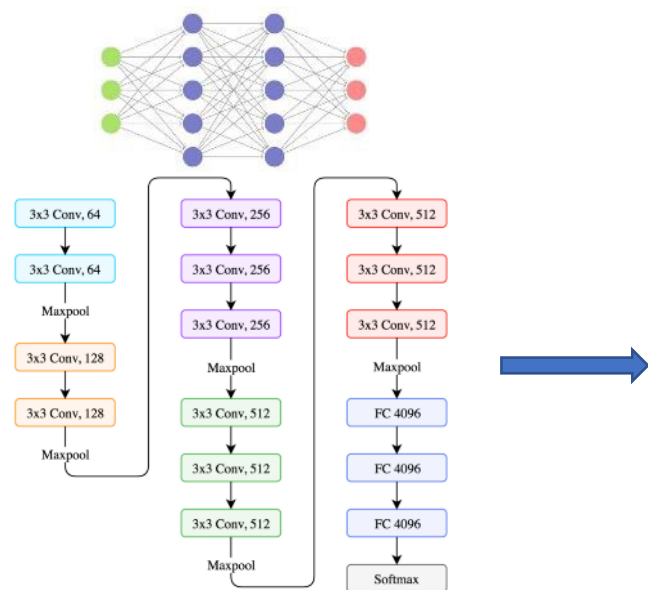 3x3 Conv, 64
3x3 Conv, 64
Maxpool
3x3 Conv, 128
3x3 Conv, 128
Maxpool
3x3 Conv, 256
3x3 Conv, 256
3x3 Conv, 256
Maxpool
3x3 Conv, 512
3x3 Conv, 512
3x3 Conv, 512
Maxpool
3x3 Conv, 512
3x3 Conv, 512
3x3 Conv, 512
Maxpool
FC 4096
FC 4096
FC 4096
Softmax